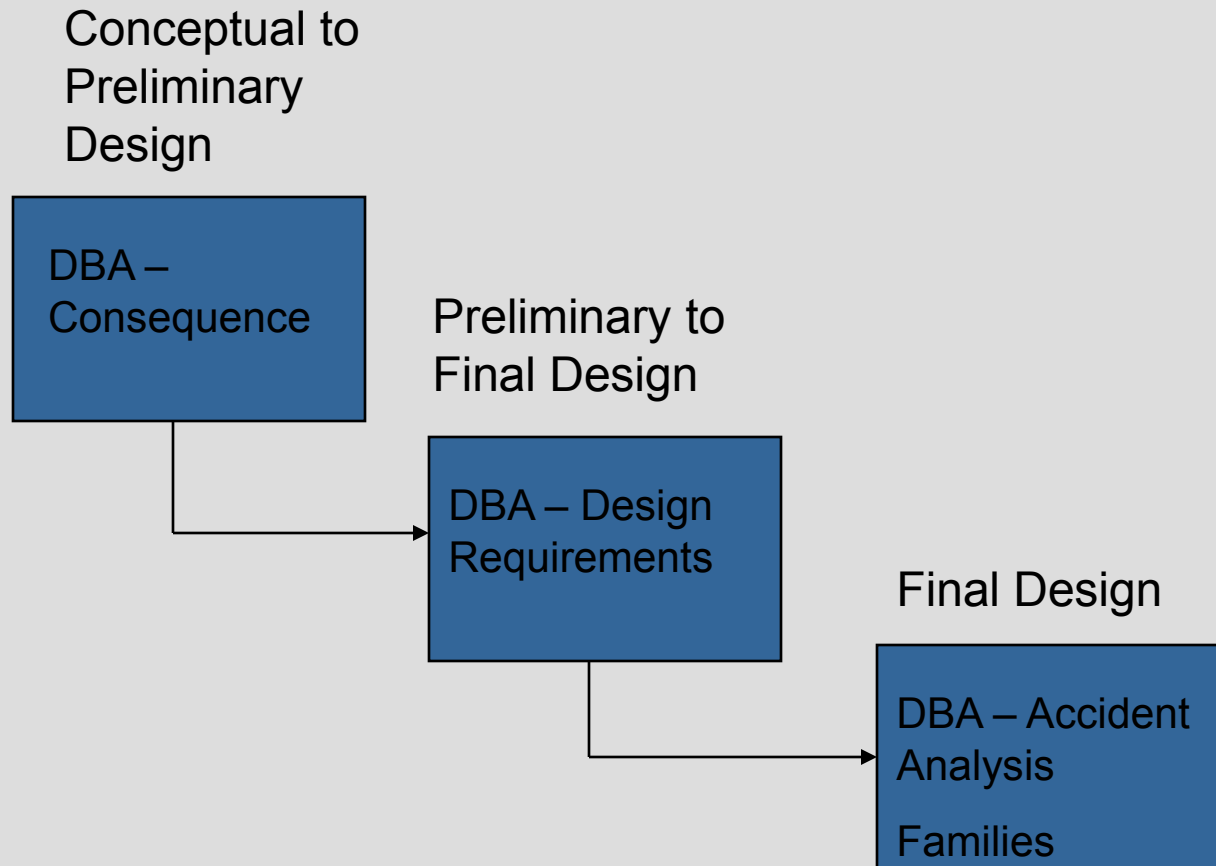 Conceptual to
Preliminary
Design
DBA –
Consequence
Preliminary to
Final Design
DBA – Design
Requirements
Final Design
DBA – Accident
Analysis
Families